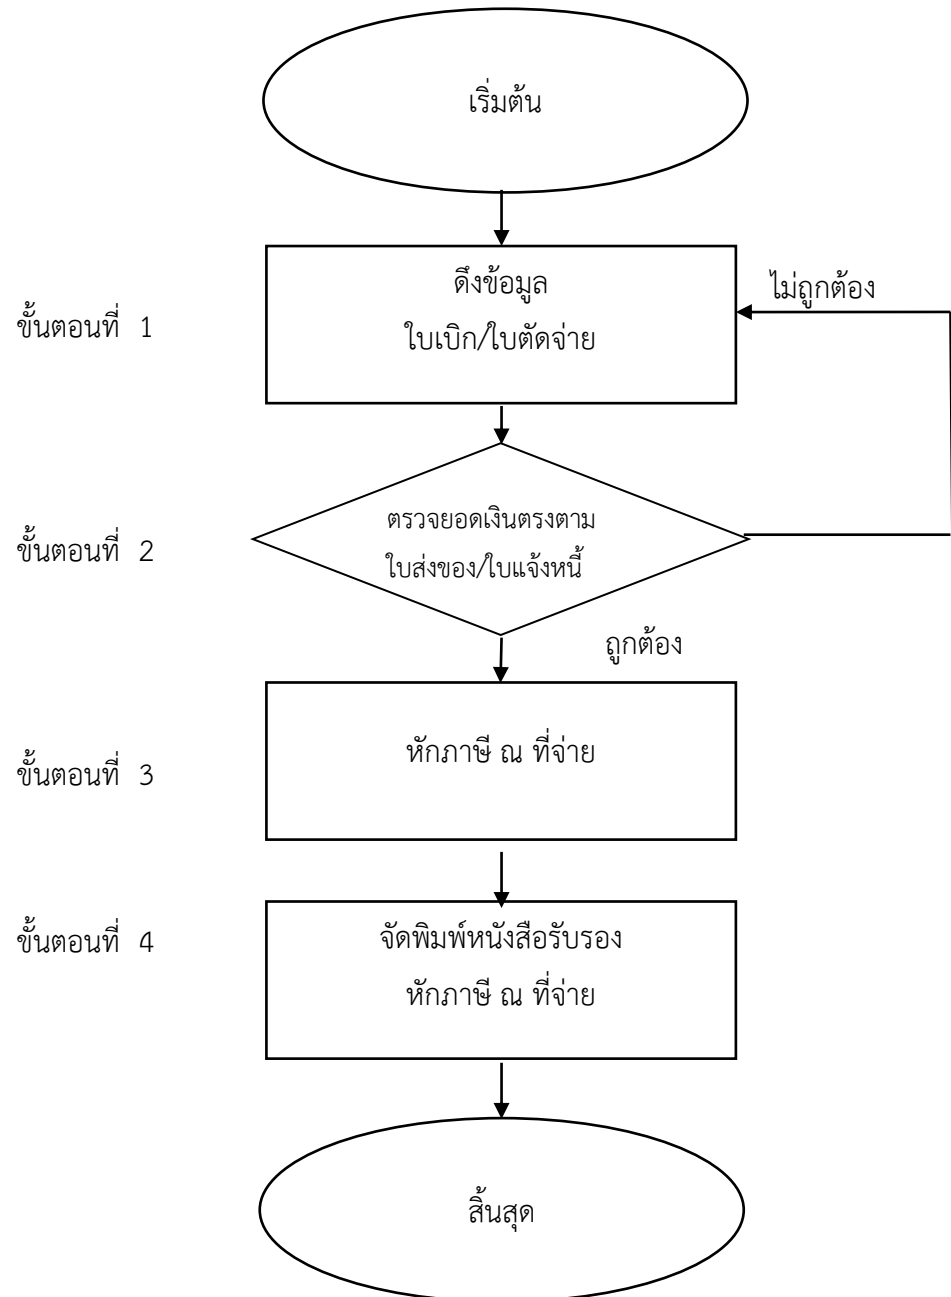 เริ่มต้น
ดึงข้อมูล
ไม่ถูกต้อง
ขั้นตอนที่ 1
ใบเบิก/ใบตัดจ่าย
ตรวจยอดเงินตรงตาม
ขั้นตอนที่ 2
ใบส่งของ/ใบแจ้งหนี้
ถูกต้อง
หักภาษี ณ ที่จ่าย
ขั้นตอนที่ 3
จัดพิมพ์หนังสือรับรอง
ขั้นตอนที่ 4
หักภาษี ณ ที่จ่าย
สิ้นสุด